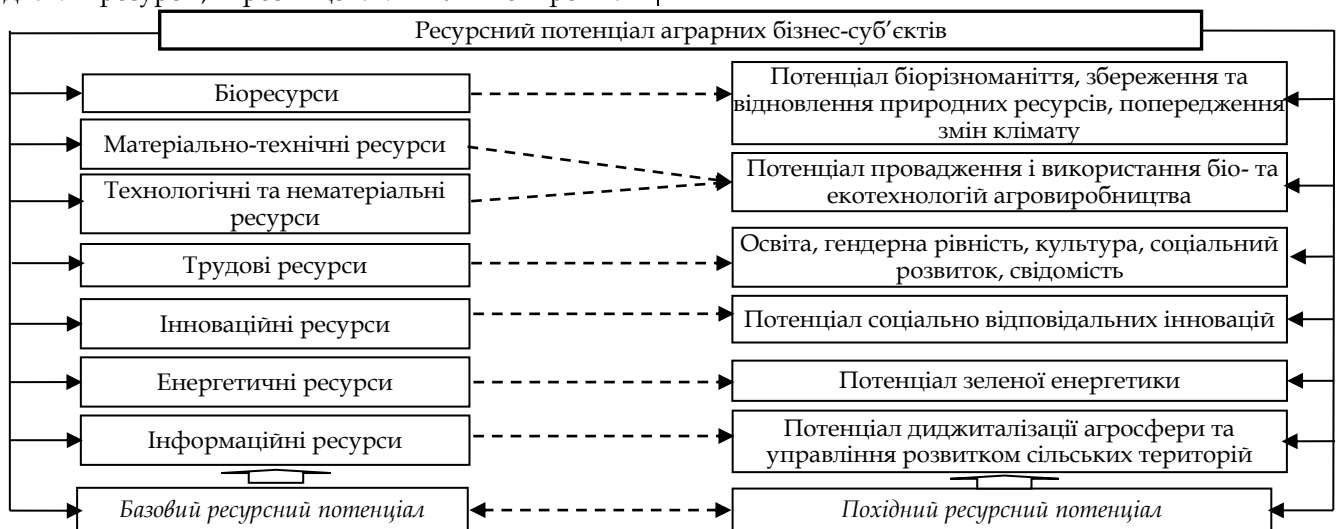 Ресурсний потенціал аграрних бізнес-суб’єктів
Біоресурси
Потенціал біорізноманіття, збереження та
відновлення природних ресурсів, попередження
змін клімату
Матеріально-технічні ресурси
Технологічні та нематеріальні
ресурси
Потенціал провадження і використання біо- та
екотехнологій агровиробництва
Трудові ресурси
Освіта, гендерна рівність, культура, соціальний
розвиток, свідомість
Інноваційні ресурси
Потенціал соціально відповідальних інновацій
Енергетичні ресурси
Потенціал зеленої енергетики
Інформаційні ресурси
Потенціал диджиталізації агросфери та
управління розвитком сільських територій
Базовий ресурсний потенціал
Похідний ресурсний потенціал